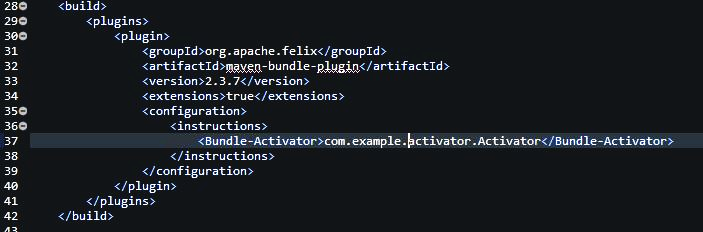 28 <build>
29 <plugins>
30 <plugin>
31 <groupId>org.apache.felix</groupId>
32 <artifactId>maven-bundle-plugin</artifactId>
33 <version>2.3.7</version>
34 <extensions>true</extensions>
35 <configuration>
36 <instructions>
37 <Bundle-Activator>com.example.activator.Activator</Bundle-Activator>
38 </instructions>
39 </configuration>
40 </plugin>
41 </plugins>
42 </build>
43